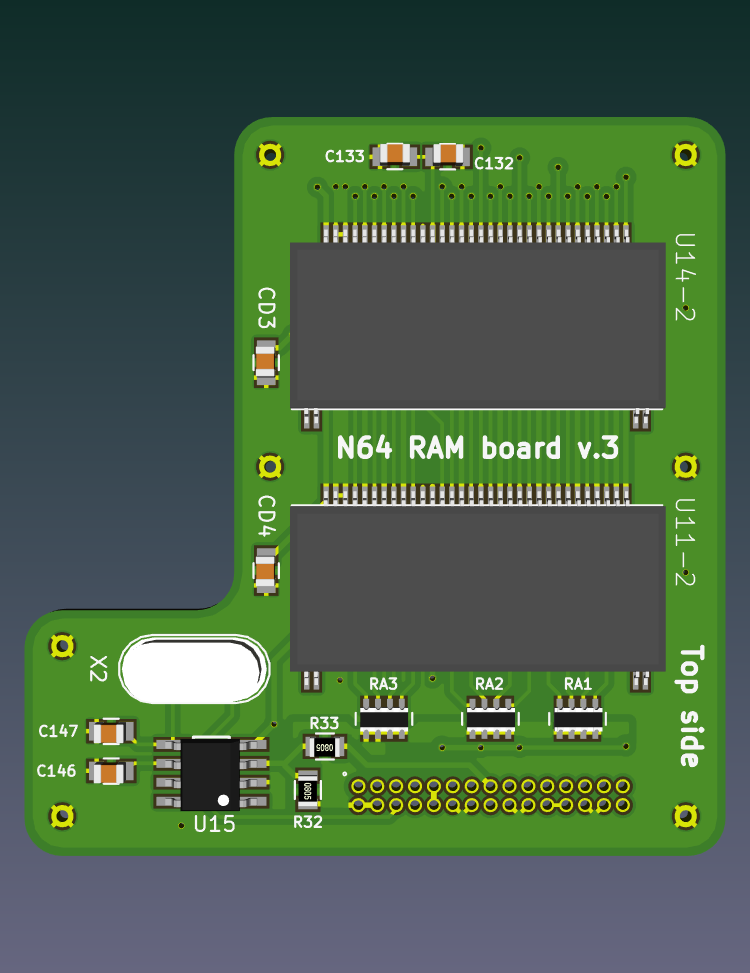 C133
C132
U14-2
CD3
N64 RAM board v.3
CD4
U11-2
X2
Top side
RA3
RA2
RA1
C147
R33
0805
C146
0805
U15
R32